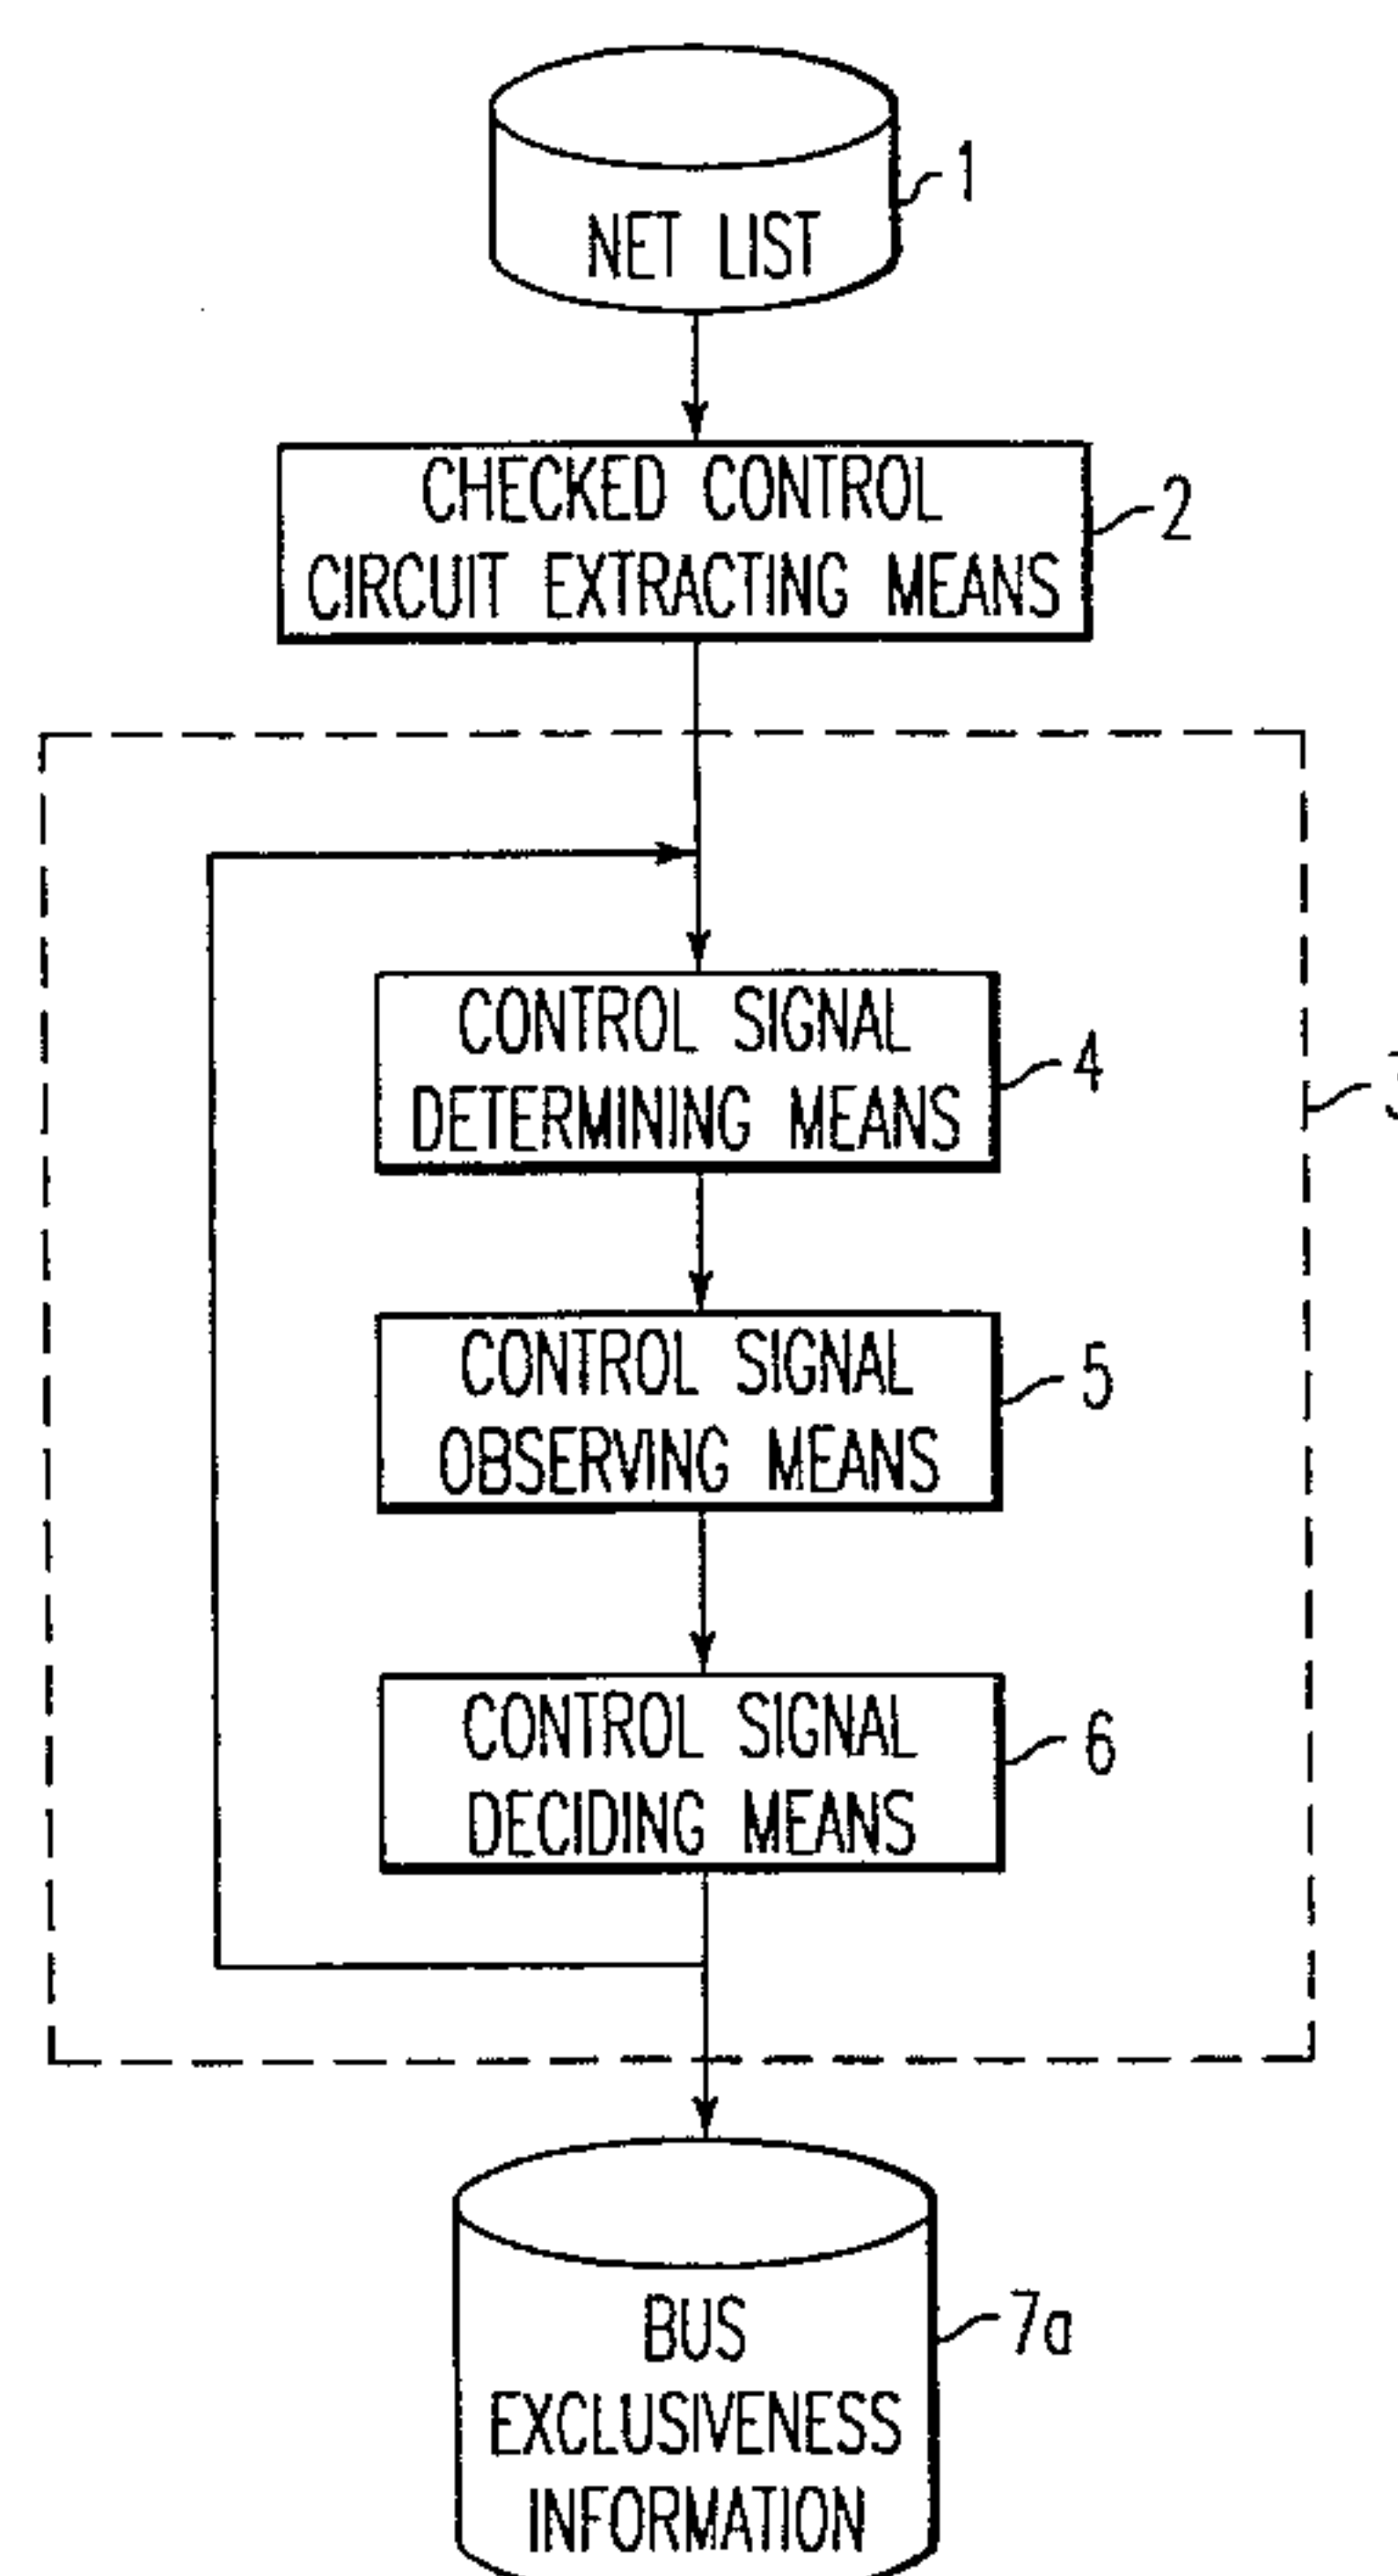 NET LIST
1
CHECKED CONTROL
CIRCUIT EXTRACTING MEANS
2
CONTROL SIGNAL
DETERMINING MEANS
4
CONTROL SIGNAL
OBSERVING MEANS
5
CONTROL SIGNAL
DECIDING MEANS
6
BUS
EXCLUSIVENESS
INFORMATION
7a